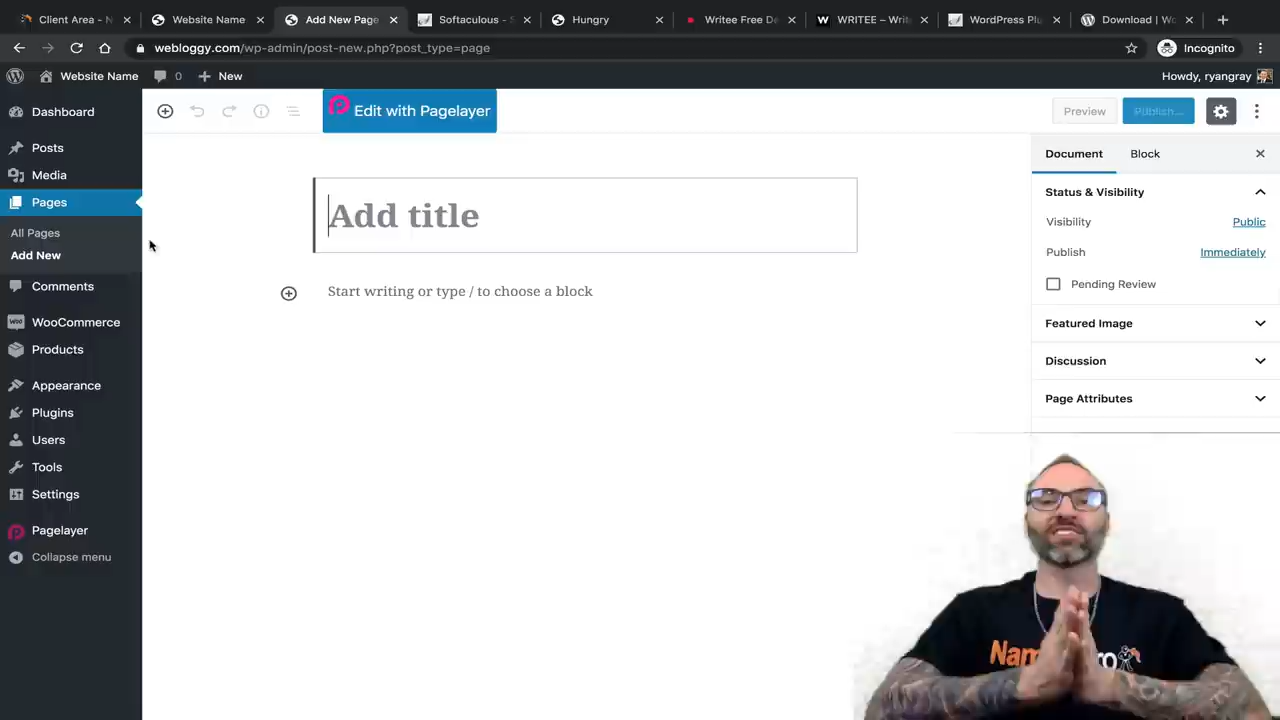 Client Area - N
Website Name
Add New Page
Softaculous - S
Hungry
Writee Free De
WRITEE – Writ
WordPress Plu
Download | Wo
webloggy.com/wp-admin/post-new.php?post_type=page
Incognito
Website Name
0
New
Howdy, ryangray
Dashboard
Posts
Media
Pages
All Pages
Add New
Comments
WooCommerce
Products
Appearance
Plugins
Users
Tools
Settings
Pagelayer
Collapse menu
Edit with Pagelayer
Preview
Publish...
Add title
Start writing or type / to choose a block
Document
Block
Status & Visibility
Visibility
Public
Publish
Immediately
Pending Review
Featured Image
Discussion
Page Attributes